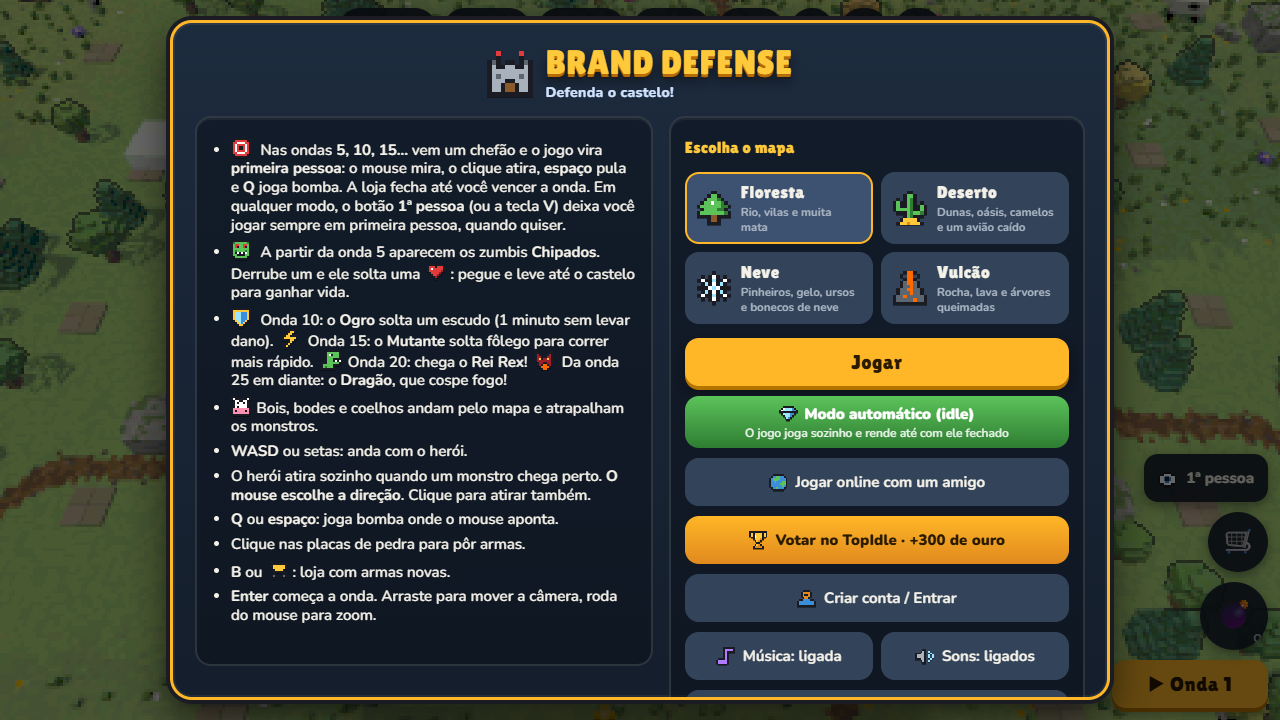 BRAND DEFENSE
Defenda o castelo!
Nas ondas 5, 10, 15... vem um chefão e o jogo vira
primeira pessoa: o mouse mira, o clique atira, espaço pula
e Q joga bomba. A loja fecha até você vencer a onda. Em
qualquer modo, o botão 1ª pessoa (ou a tecla V) deixa você
jogar sempre em primeira pessoa, quando quiser.
A partir da onda 5 aparecem os zumbis Chipados.
Derrube um e ele solta uma : pegue e leve até o castelo
para ganhar vida.
Onda 10: o Ogro solta um escudo (1 minuto sem levar
dano). Onda 15: o Mutante solta fôlego para correr
mais rápido. Onda 20: chega o Rei Rex! Da onda
25 em diante: o Dragão, que cospe fogo!
Bois, bodes e coelhos andam pelo mapa e atrapalham
os monstros.
WASD ou setas: anda com o herói.
O herói atira sozinho quando um monstro chega perto. O
mouse escolhe a direção. Clique para atirar também.
Q ou espaço: joga bomba onde o mouse aponta.
Clique nas placas de pedra para pôr armas.
B ou : loja com armas novas.
Enter começa a onda. Arraste para mover a câmera, roda
do mouse para zoom.
Escolha o mapa
Floresta
Rio, vilas e muita
mata
Deserto
Dunas, oásis, camelos
e um avião caído
Neve
Pinheiros, gelo, ursos
e bonecos de neve
Vulcão
Rocha, lava e árvores
queimadas
Jogar
Modo automático (idle)
O jogo joga sozinho e rende até com ele fechado
Jogar online com um amigo
Votar no TopIdle · +300 de ouro
Criar conta / Entrar
Música: ligada
Sons: ligados
1ª pessoa
Q
▶ Onda 1